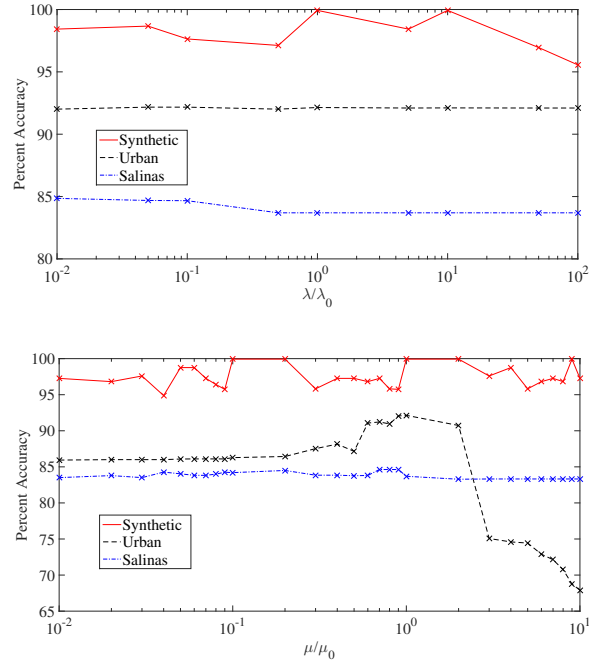 100
95
90
85
80
Percent Accuracy
Synthetic
Urban
Salinas
10^-2 10^-1 10^0 10^1 10^2
λ/λ_0
100
95
90
85
80
75
70
65
Percent Accuracy
Synthetic
Urban
Salinas
10^-2 10^-1 10^0 10^1
μ/μ_0